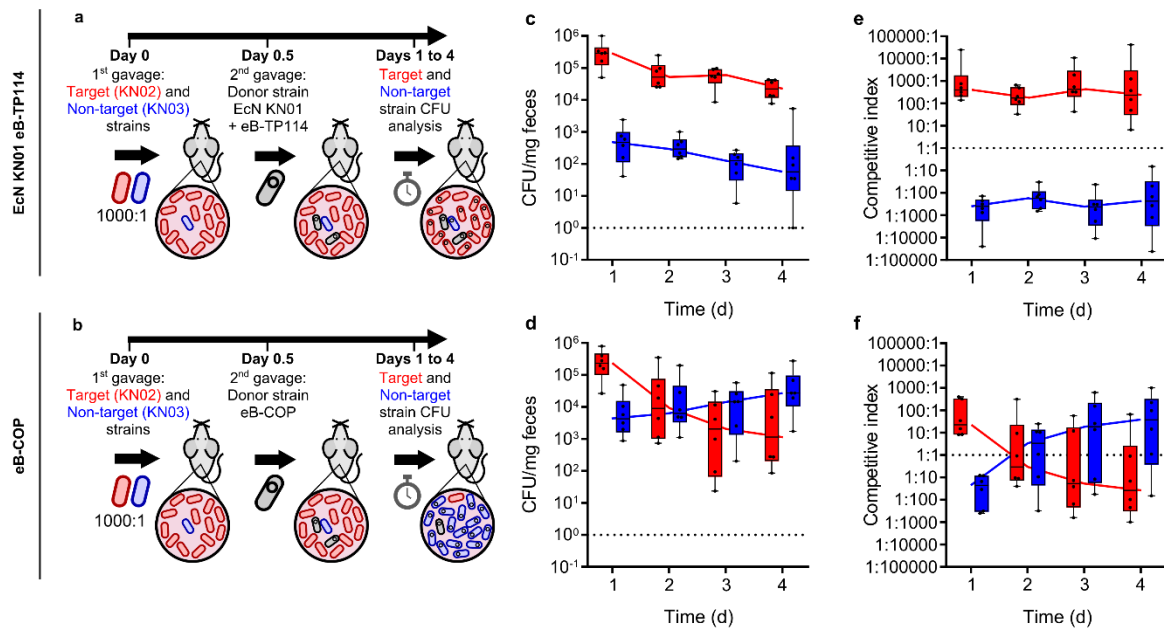 EcN KN01 eB-TP114
a
Day 0
1st gavage:
Target (KN02) and
Non-target (KN03)
strains
1000:1
Day 0.5
2nd gavage:
Donor strain
EcN KN01
+ eB-TP114
Days 1 to 4
Target and
Non-target
strain CFU
analysis
c
CFU/mg feces
10^6
10^5
10^4
10^3
10^2
10^1
10^0
10^-1
1 2 3 4
Time (d)
e
Competitive index
100000:1
10000:1
1000:1
100:1
10:1
1:1
1:10
1:100
1:1000
1:10000
1:100000
1 2 3 4
Time (d)
eB-COP
b
Day 0
1st gavage:
Target (KN02) and
Non-target (KN03)
strains
1000:1
Day 0.5
2nd gavage:
Donor strain
eB-COP
Days 1 to 4
Target and
Non-target
strain CFU
analysis
d
CFU/mg feces
10^6
10^5
10^4
10^3
10^2
10^1
10^0
10^-1
1 2 3 4
Time (d)
f
Competitive index
100000:1
10000:1
1000:1
100:1
10:1
1:1
1:10
1:100
1:1000
1:10000
1:100000
1 2 3 4
Time (d)